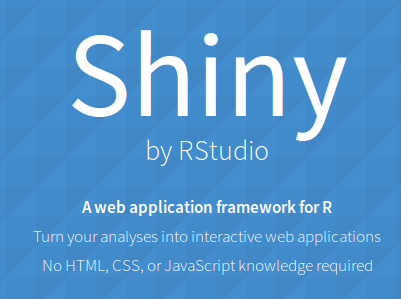 Shiny
by RStudio
A web application framework for R
Turn your analyses into interactive web applications
No HTML, CSS, or JavaScript knowledge required